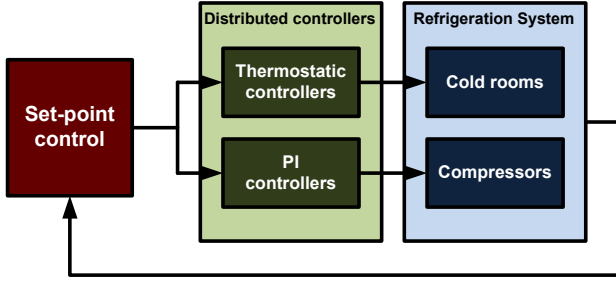 Distributed controllers
Refrigeration System
Set-point
control
Thermostatic
controllers
Cold rooms
PI
controllers
Compressors